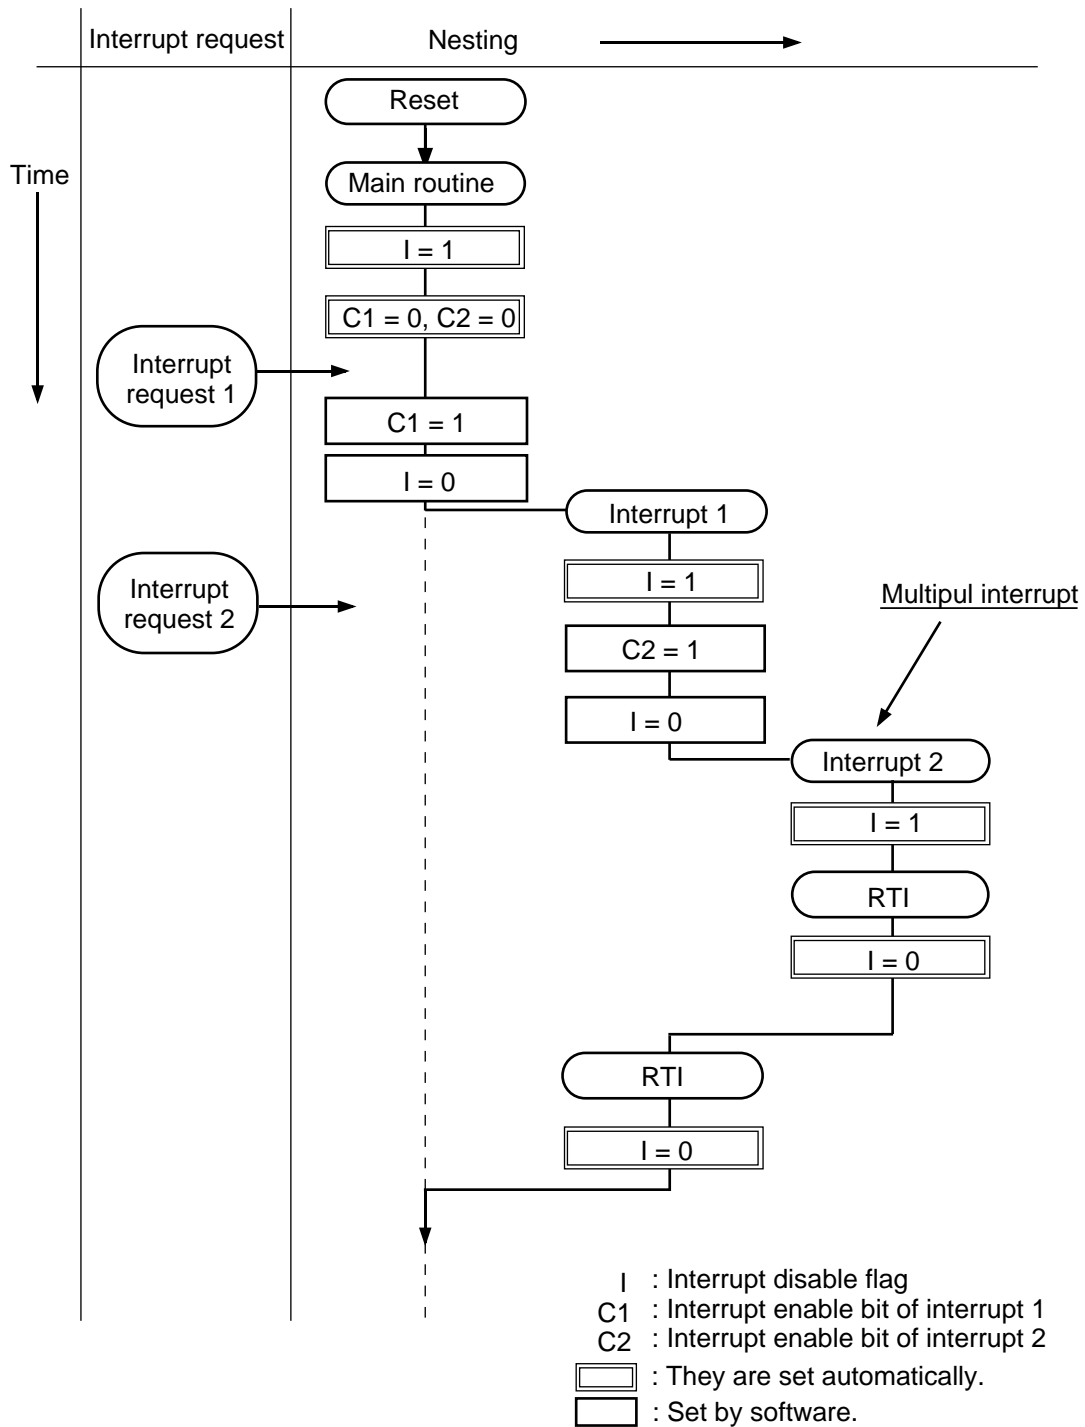 Interrupt request
Nesting
Reset
Time
Main routine
I = 1
C1 = 0, C2 = 0
Interrupt
request 1
C1 = 1
I = 0
Interrupt 1
Interrupt
request 2
I = 1
Multipul interrupt
C2 = 1
I = 0
Interrupt 2
I = 1
RTI
I = 0
RTI
I = 0
I : Interrupt disable flag
C1 : Interrupt enable bit of interrupt 1
C2 : Interrupt enable bit of interrupt 2
: They are set automatically.
: Set by software.